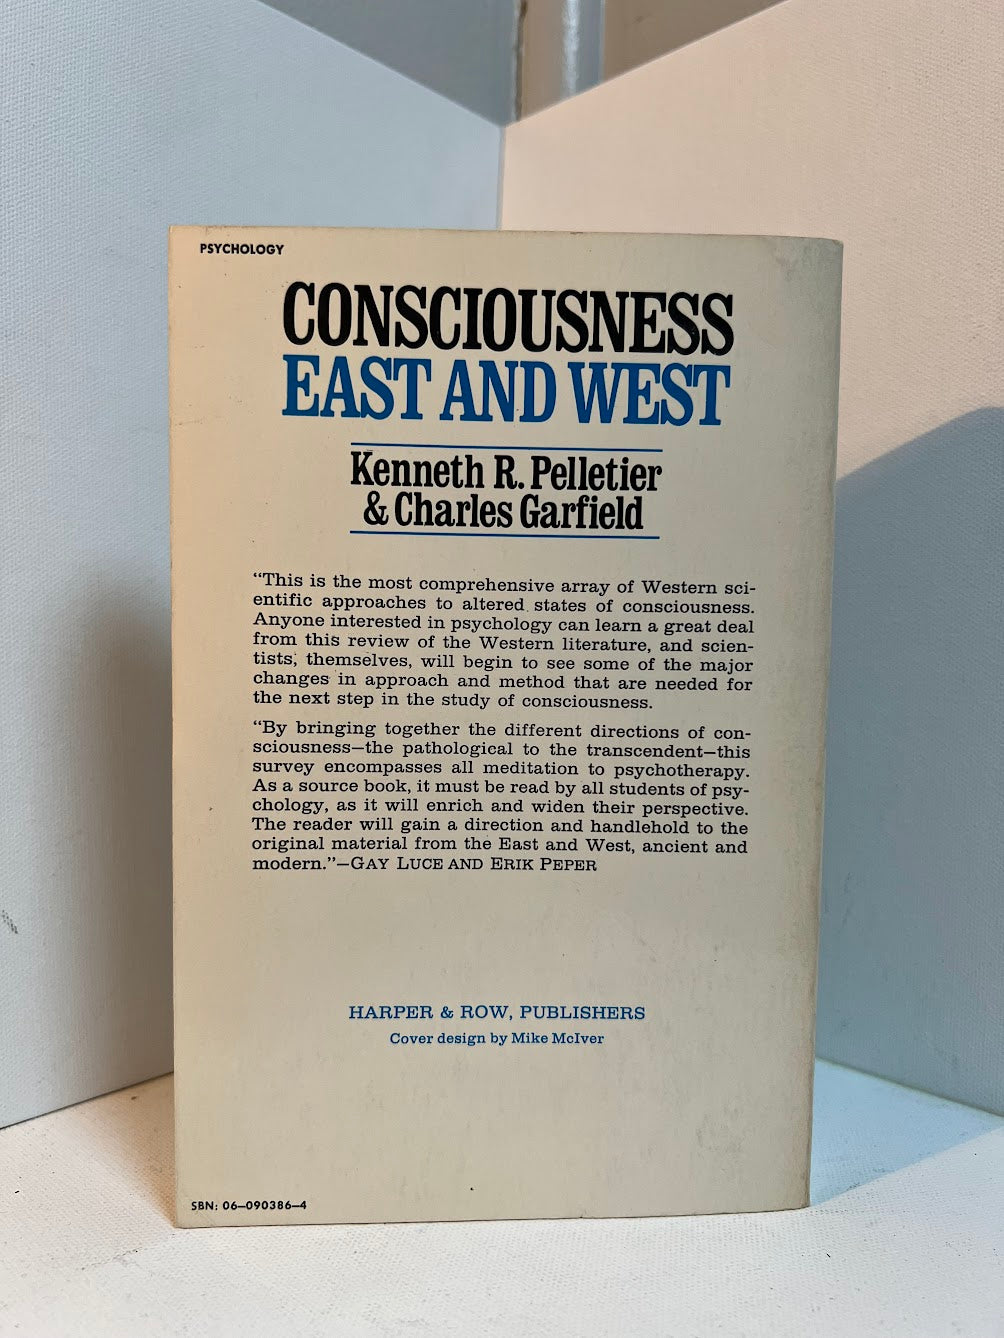 PSYCHOLOGY
CONSCIOUSNESS
EAST AND WEST
Kenneth R. Pelletier
& Charles Garfield
“This is the most comprehensive array of Western sci-
entific approaches to altered states of consciousness.
Anyone interested in psychology can learn a great deal
from this review of the Western literature, and scien-
tists, themselves, will begin to see some of the major
changes in approach and method that are needed for
the next step in the study of consciousness.
“By bringing together the different directions of con-
sciousness—the pathological to the transcendent—this
survey encompasses all meditation to psychotherapy.
As a source book, it must be read by all students of psy-
chology, as it will enrich and widen their perspective.
The reader will gain a direction and handlehold to the
original material from the East and West, ancient and
modern.”—GAY LUCE AND ERIK PEPER
HARPER & ROW, PUBLISHERS
Cover design by Mike McIver
SBN: 06–090386–4